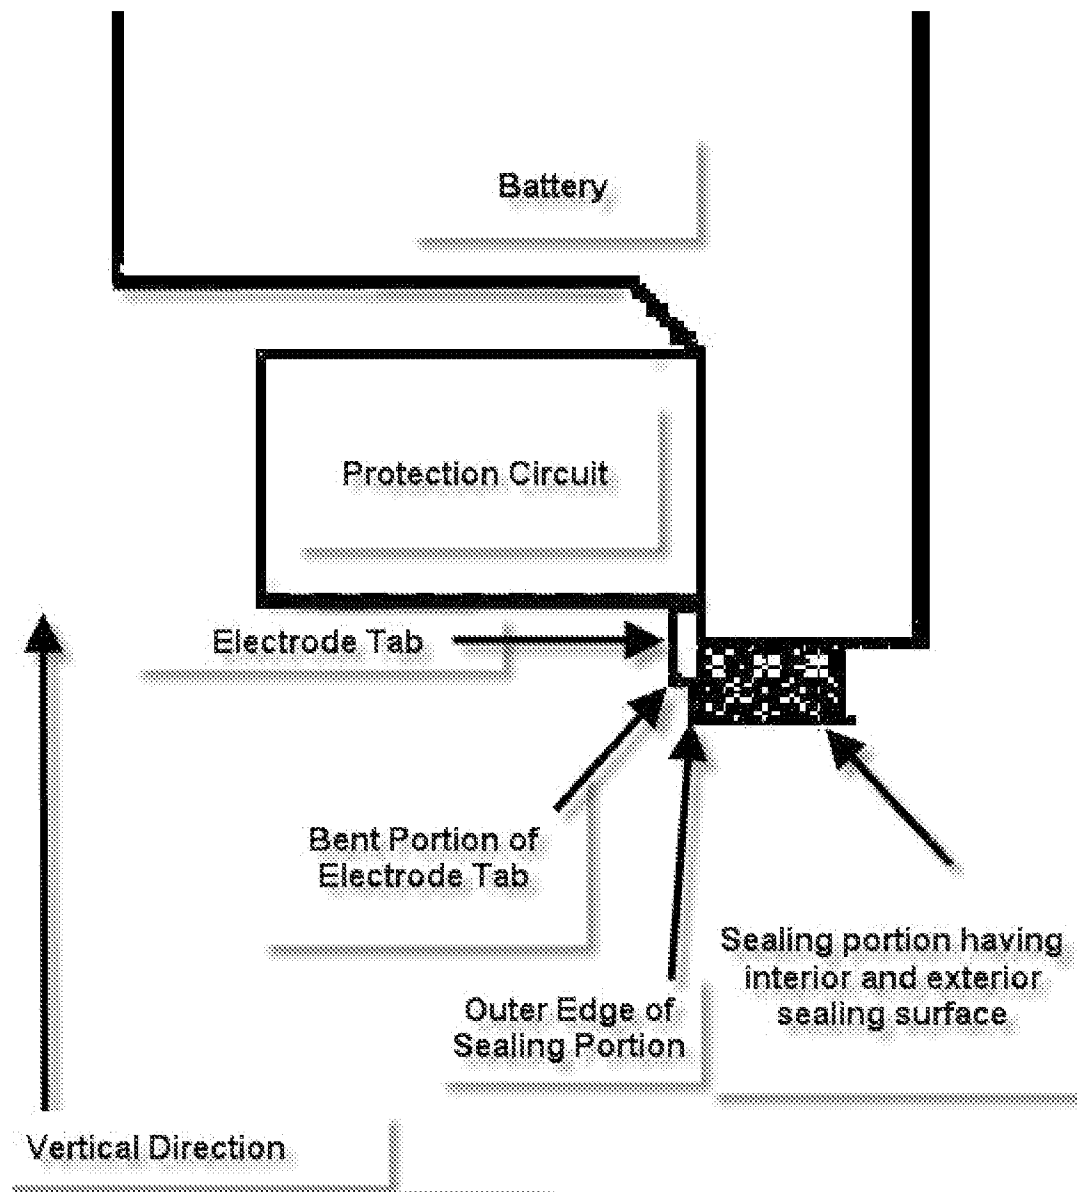 Battery
Protection Circuit
Electrode Tab
Bent Portion of
Electrode Tab
Outer Edge of
Sealing Portion
Sealing portion having
interior and exterior
sealing surface
Vertical Direction